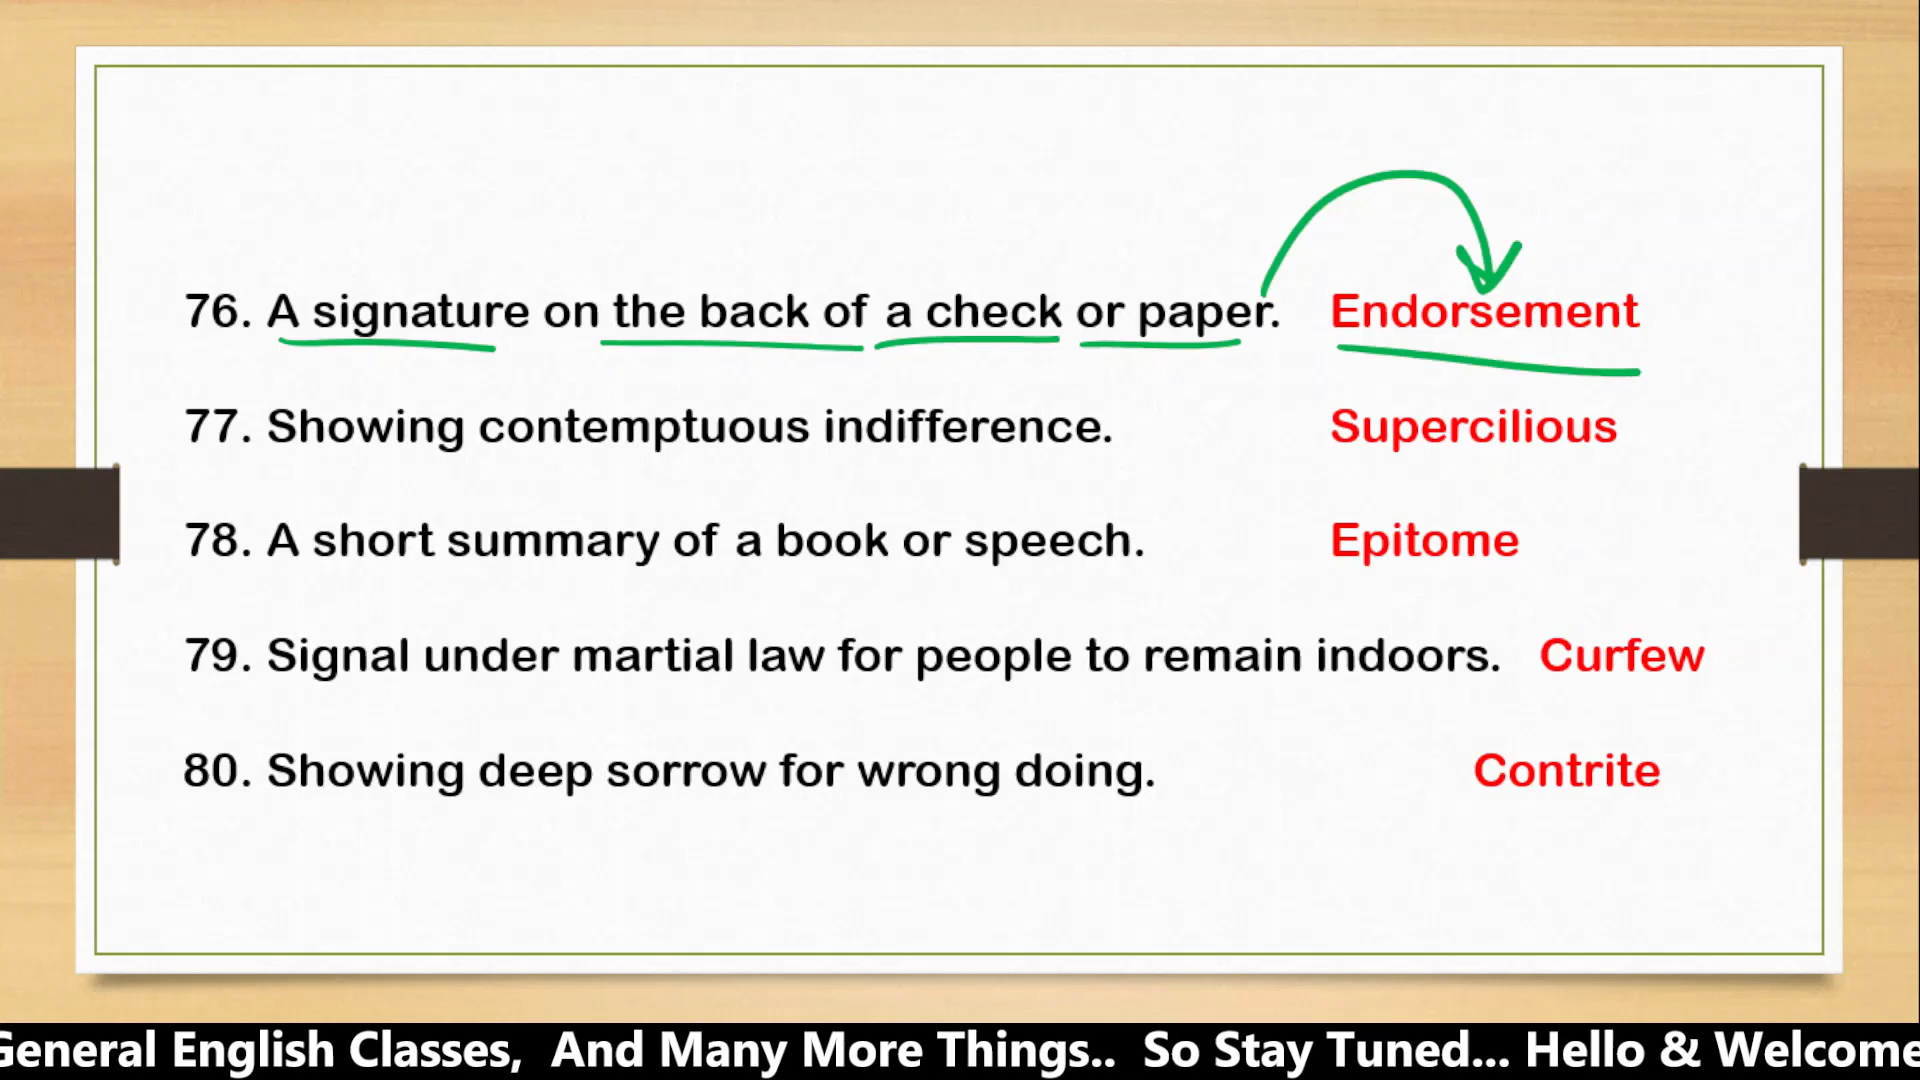 76. A signature on the back of a check or paper. Endorsement
77. Showing contemptuous indifference. Supercilious
78. A short summary of a book or speech. Epitome
79. Signal under martial law for people to remain indoors. Curfew
80. Showing deep sorrow for wrong doing. Contrite
General English Classes, And Many More Things.. So Stay Tuned... Hello & Welcome